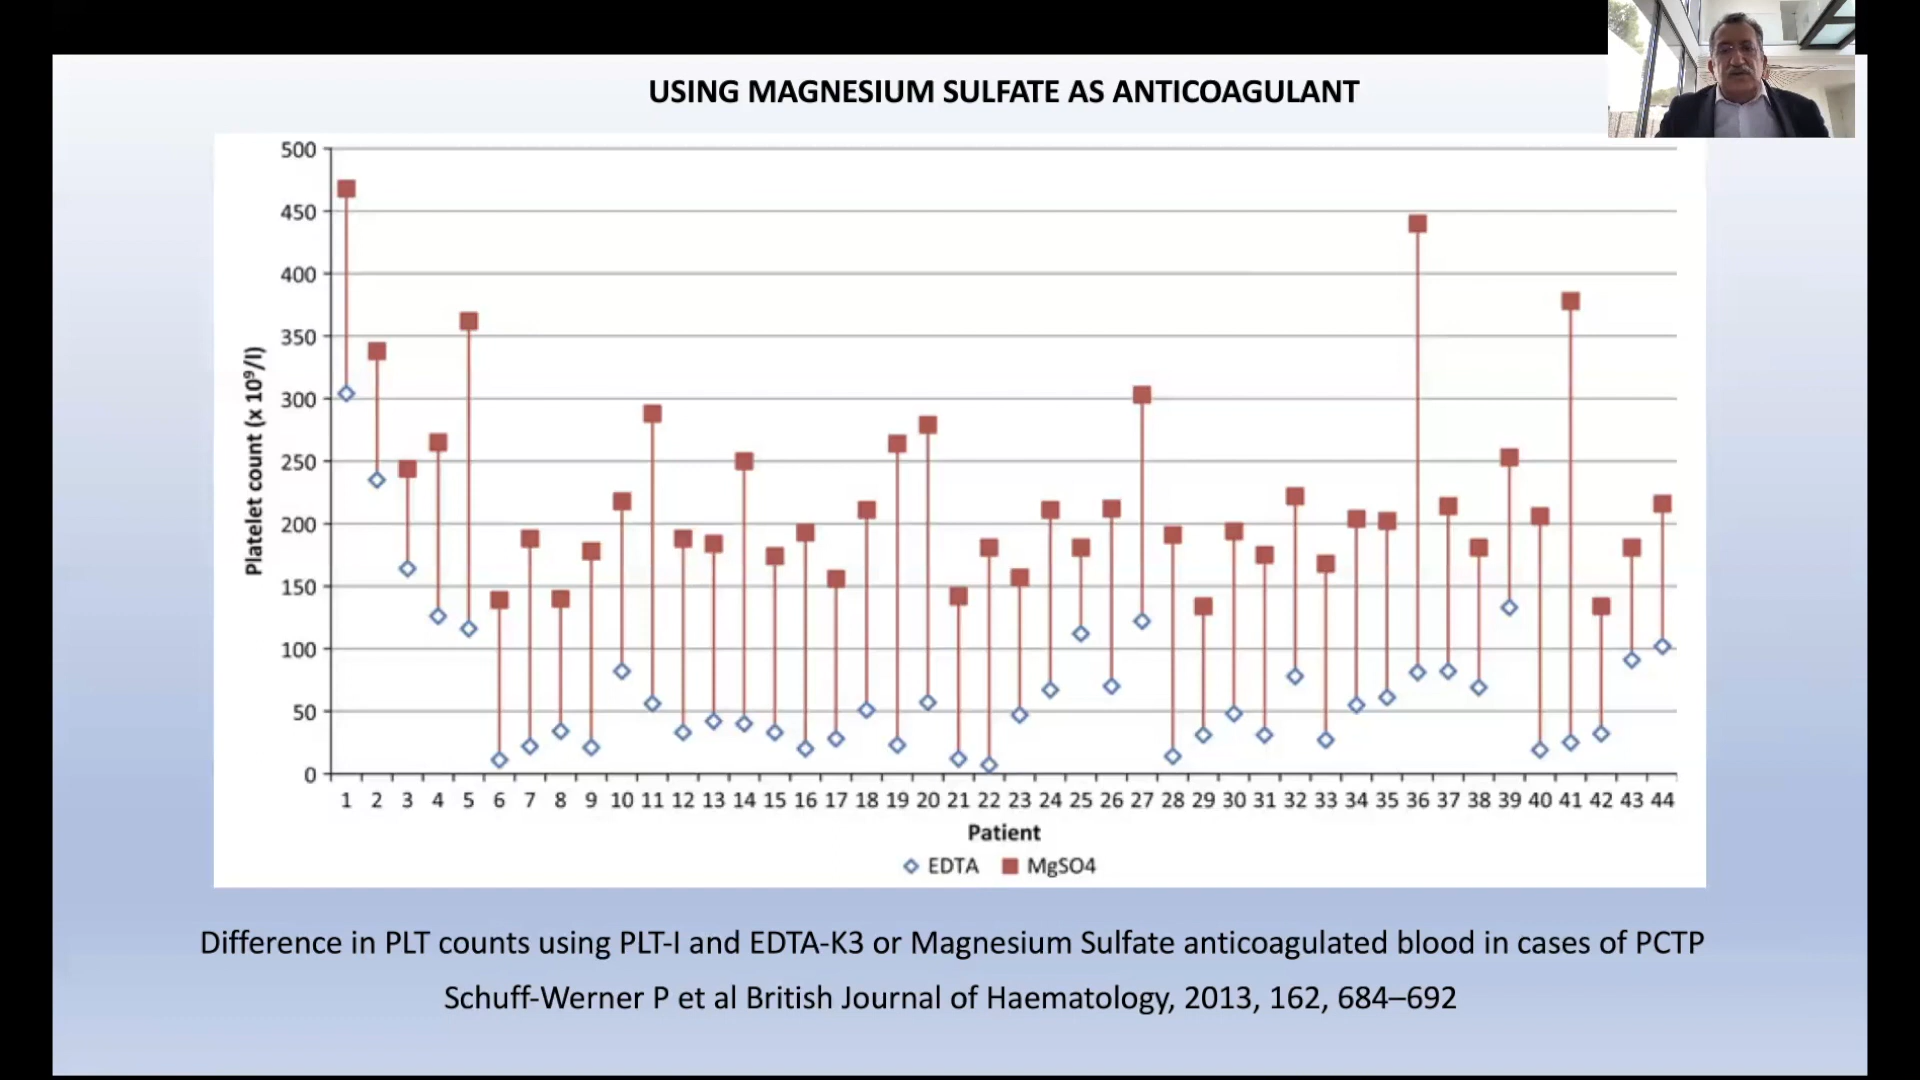 USING MAGNESIUM SULFATE AS ANTICOAGULANT
500
450
400
350
300
250
200
150
100
50
0
Platelet count (x 10⁹/l)
1 2 3 4 5 6 7 8 9 10 11 12 13 14 15 16 17 18 19 20 21 22 23 24 25 26 27 28 29 30 31 32 33 34 35 36 37 38 39 40 41 42 43 44
Patient
EDTA MgSO4
Difference in PLT counts using PLT-I and EDTA-K3 or Magnesium Sulfate anticoagulated blood in cases of PCTP
Schuff-Werner P et al British Journal of Haematology, 2013, 162, 684–692